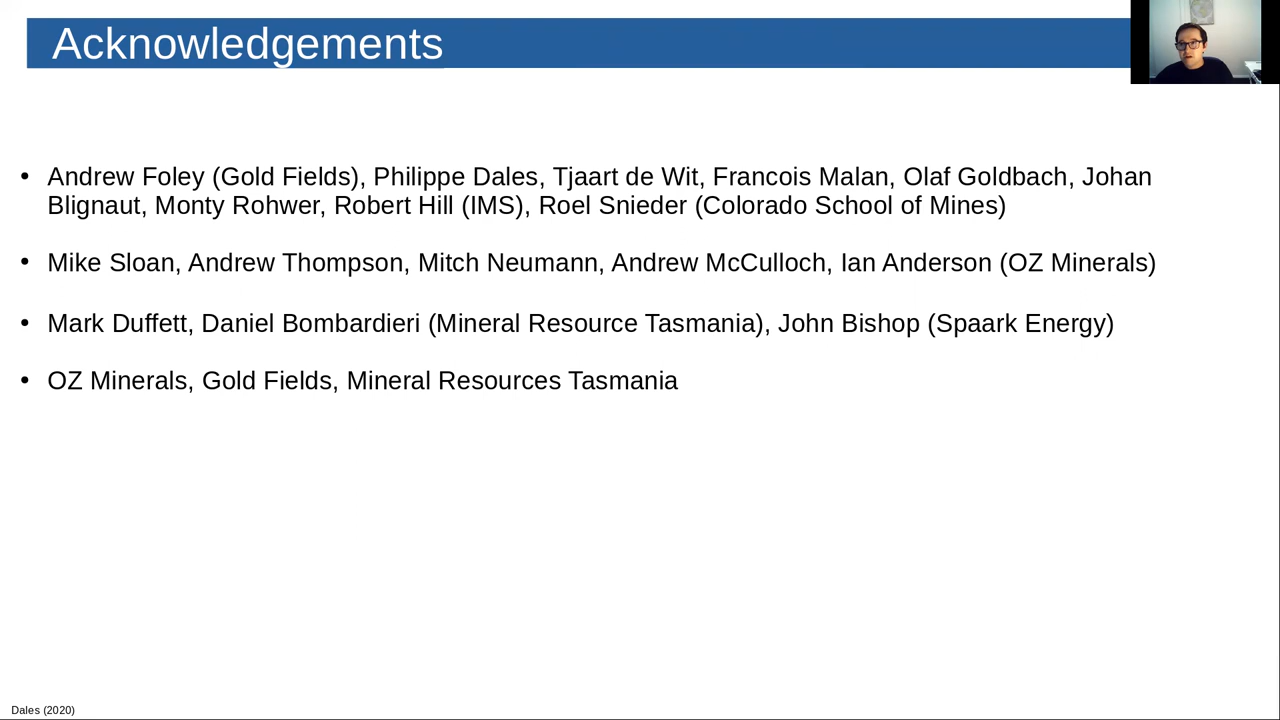 Acknowledgements
• Andrew Foley (Gold Fields), Philippe Dales, Tjaart de Wit, Francois Malan, Olaf Goldbach, Johan
Blignaut, Monty Rohwer, Robert Hill (IMS), Roel Snieder (Colorado School of Mines)
• Mike Sloan, Andrew Thompson, Mitch Neumann, Andrew McCulloch, Ian Anderson (OZ Minerals)
• Mark Duffett, Daniel Bombardieri (Mineral Resource Tasmania), John Bishop (Spaark Energy)
• OZ Minerals, Gold Fields, Mineral Resources Tasmania
Dales (2020)